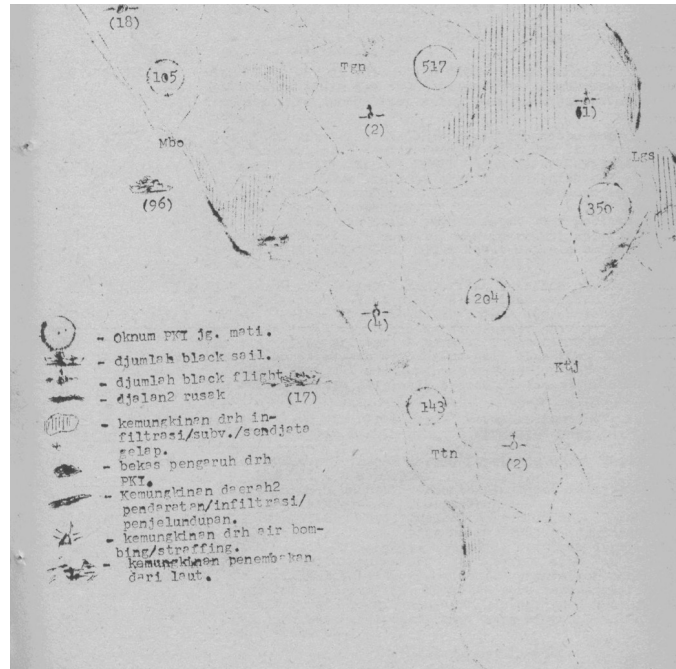 (18)
Tgn
517
105
(2)
(1)
Mbo
Lgs
(96)
350
204
(4)
- Oknum PKI jg. mati.
- djumlah black sail.
- djumlah black flight
- djalan2 rusak
(17)
Ktj
143
- kemungkinan drh in-
filtrasi/subv./sendjata
gelap.
Ttn
(2)
- bekas pengaruh drh
PKI.
- Kemungkinan daerah2
pendaratan/infiltrasi/
penjelundupan.
- kemungkinan drh air bom-
bing/straffing.
- kemungkinan penembakan
dari laut.